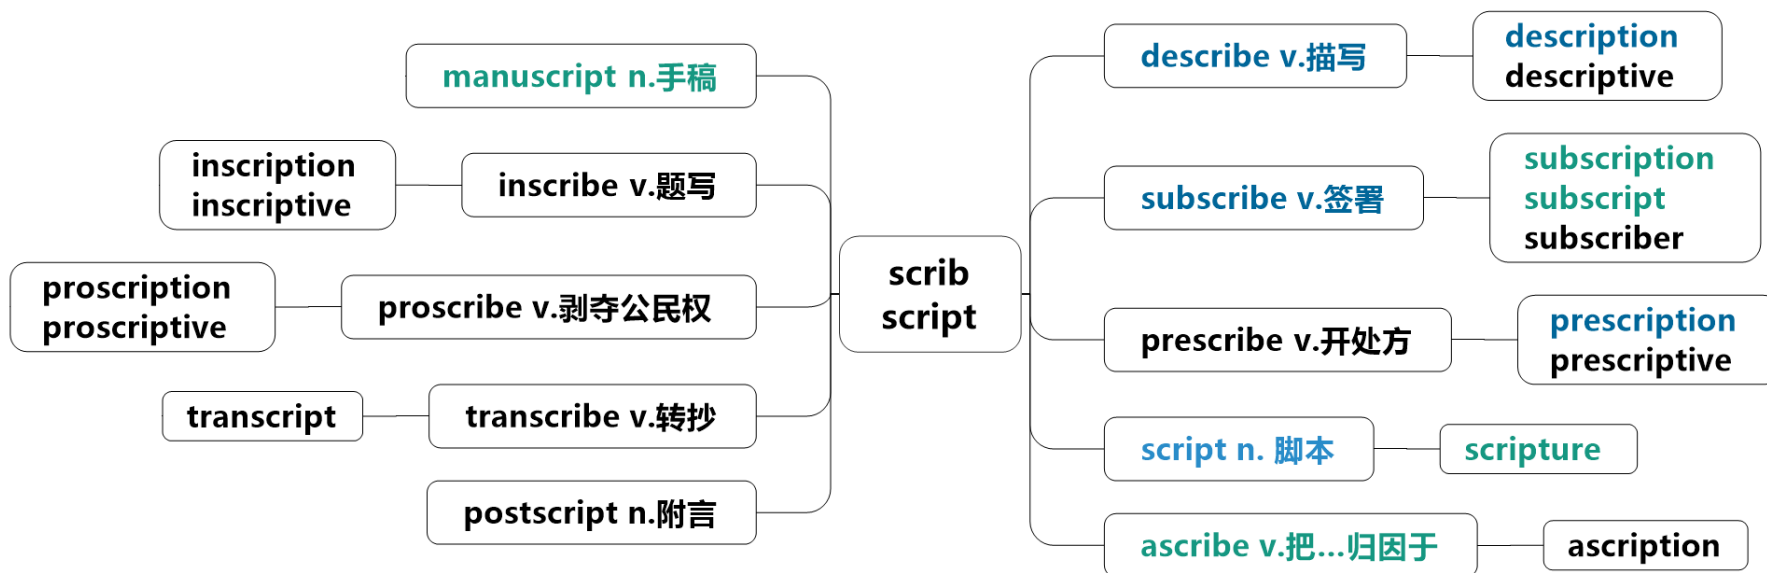 scrib
script
describe v.描写
description
descriptive
subscribe v.签署
subscription
subscript
subscriber
prescribe v.开处方
prescription
prescriptive
script n. 脚本
scripture
ascribe v.把...归因于
ascription
manuscript n.手稿
inscribe v.题写
inscription
inscriptive
proscribe v.剥夺公民权
proscription
proscriptive
transcribe v.转抄
transcript
postscript n.附言